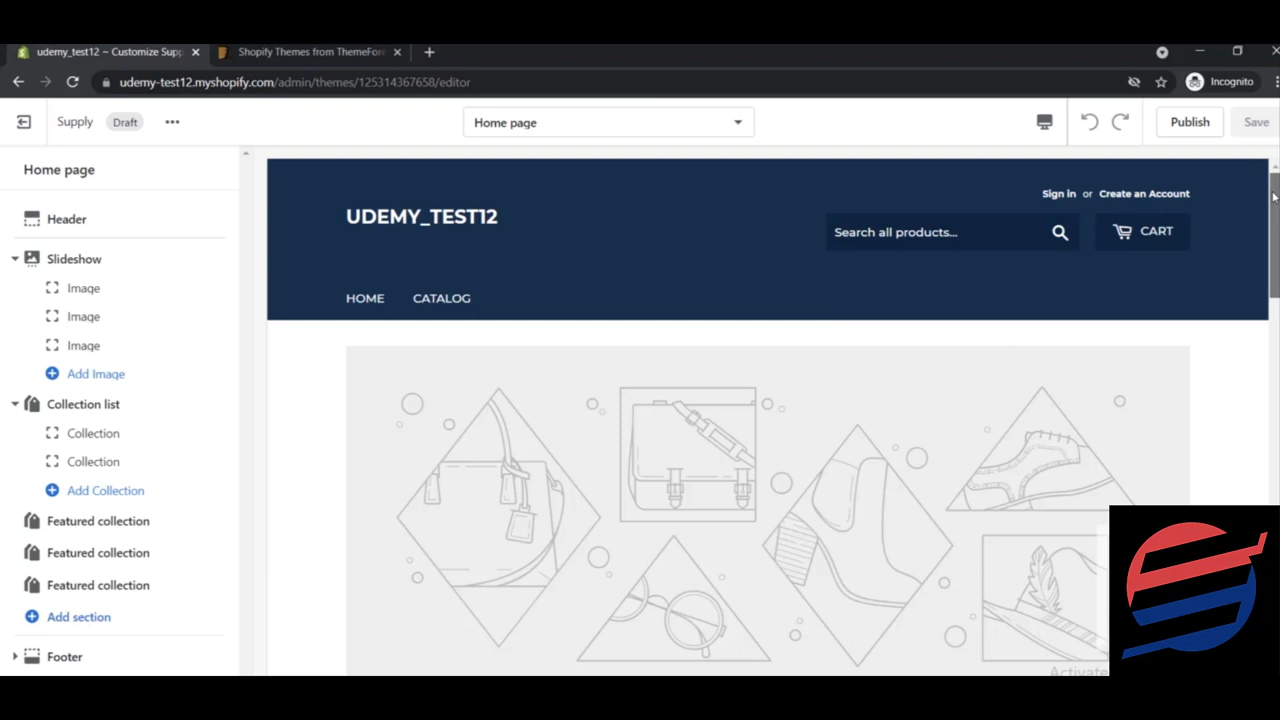 udemy_test12 ~ Customize Supp
Shopify Themes from ThemeFor
udemy-test12.myshopify.com/admin/themes/125314367658/editor
Incognito
Supply
Draft
Home page
Publish
Save
Home page
Header
Slideshow
Image
Image
Image
Add Image
Collection list
Collection
Collection
Add Collection
Featured collection
Featured collection
Featured collection
Add section
Footer
Sign in or Create an Account
UDEMY_TEST12
Search all products...
CART
HOME
CATALOG
Activate